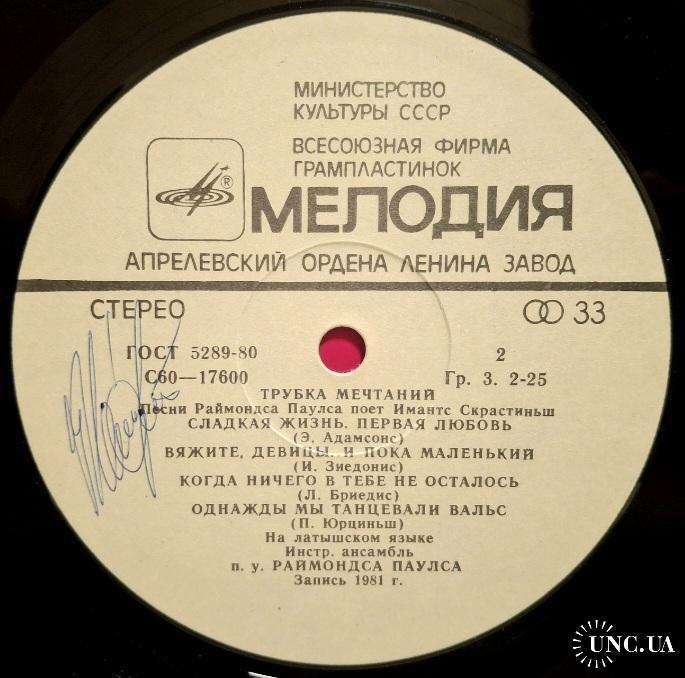 МИНИСТЕРСТВО
КУЛЬТУРЫ СССР
ВСЕСОЮЗНАЯ ФИРМА
ГРАМПЛАСТИНОК
®
МЕЛОДИЯ
АПРЕЛЕВСКИЙ ОРДЕНА ЛЕНИНА ЗАВОД
СТЕРЕО 33
ГОСТ 5289-80 2
С60—17600 Гр. 3. 2-25
ТРУБКА МЕЧТАНИЙ
Песни Раймондса Паулса поет Имантс Скрастиньш
СЛАДКАЯ ЖИЗНЬ. ПЕРВАЯ ЛЮБОВЬ
(Э. Адамсонс)
ВЯЖИТЕ, ДЕВИЦЫ. И ПОКА МАЛЕНЬКИЙ
(И. Зиедонис)
КОГДА НИЧЕГО В ТЕБЕ НЕ ОСТАЛОСЬ
(Л. Бриедис)
ОДНАЖДЫ МЫ ТАНЦЕВАЛИ ВАЛЬС
(П. Юрциньш)
На латышском языке
Инстр. ансамбль
п. у. РАЙМОНДСА ПАУЛСА
Запись 1981 г.
UNC.UA